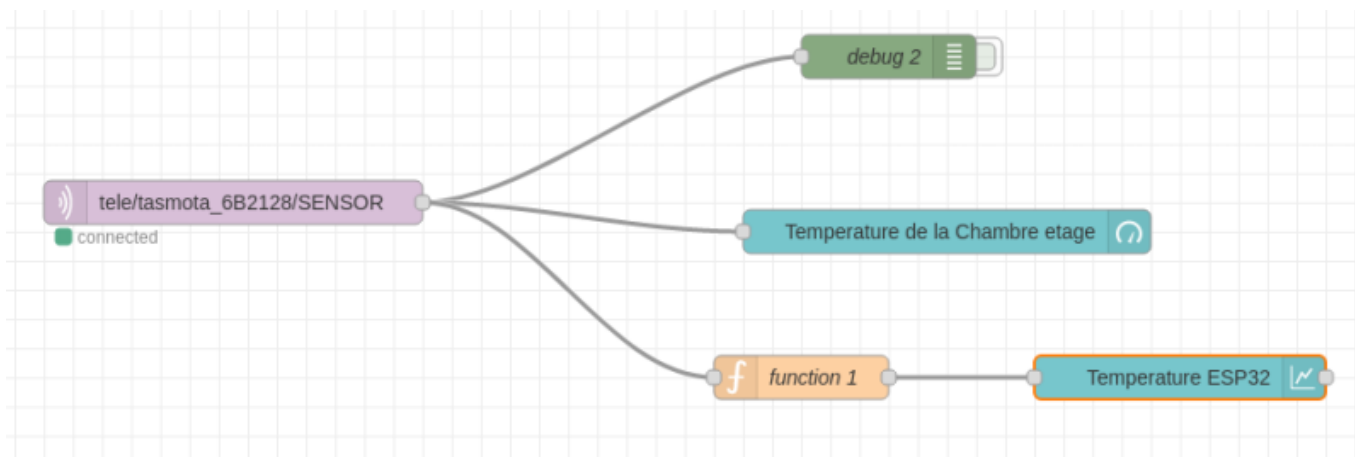 debug 2
tele/tasmota_6B2128/SENSOR
connected
Temperature de la Chambre etage
function 1
Temperature ESP32